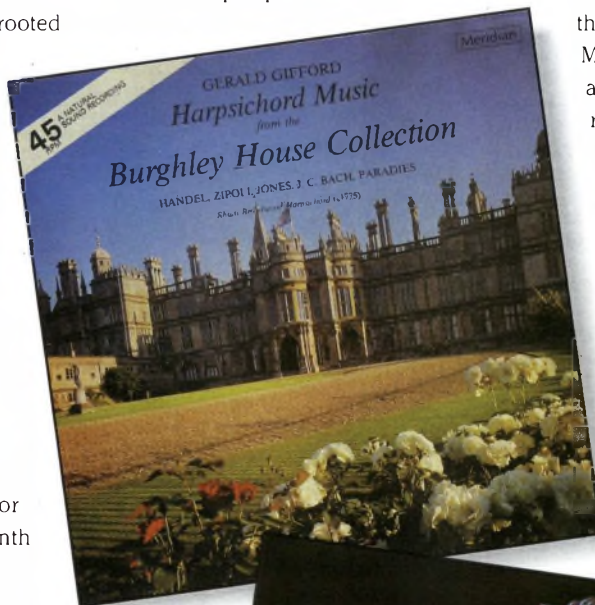 rooted
th
M
a
r
Meridian
45
RPM
A NATURAL
SOUND RECORDING
GERALD GIFFORD
Harpsichord Music
from the
Burghley House Collection
HANDEL, ZIPOLI, JONES, J. C. BACH, PARADIES
or
nth